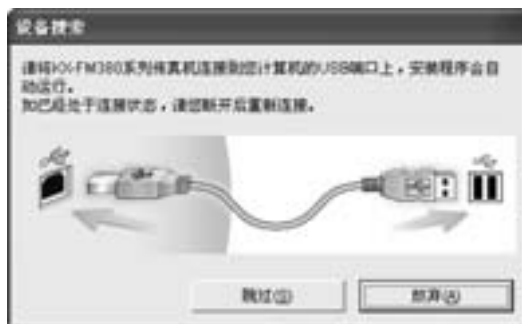 设备搜索
请将KX-FM380系列传真机连接到您计算机的USB端口上，安装程序会自
动运行。
如已经处于连接状态，请您断开后重新连接。
跳过(S)
放弃(A)